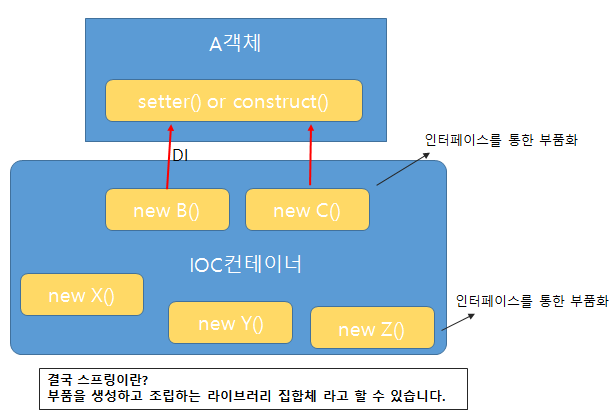 A객체
setter() or construct()
DI
인터페이스를 통한 부품화
new B()
new C()
IOC컨테이너
new X()
new Y()
new Z()
인터페이스를 통한 부품화
결국 스프링이란?
부품을 생성하고 조립하는 라이브러리 집합체 라고 할 수 있습니다.